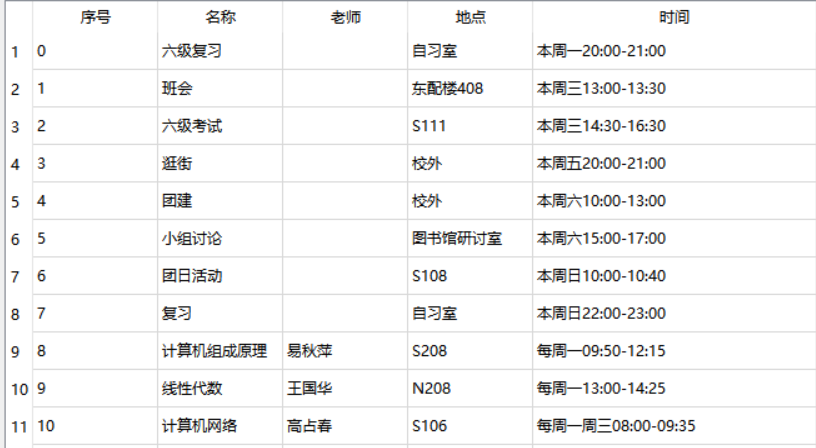 序号 名称 老师 地点 时间
1 0 六级复习 自习室 本周一20:00-21:00
2 1 班会 东配楼408 本周三13:00-13:30
3 2 六级考试 S111 本周三14:30-16:30
4 3 逛街 校外 本周五20:00-21:00
5 4 团建 校外 本周六10:00-13:00
6 5 小组讨论 图书馆研讨室 本周六15:00-17:00
7 6 团日活动 S108 本周日10:00-10:40
8 7 复习 自习室 本周日22:00-23:00
9 8 计算机组成原理 易秋萍 S208 每周一09:50-12:15
10 9 线性代数 王国华 N208 每周一13:00-14:25
11 10 计算机网络 高占春 S106 每周一周三08:00-09:35